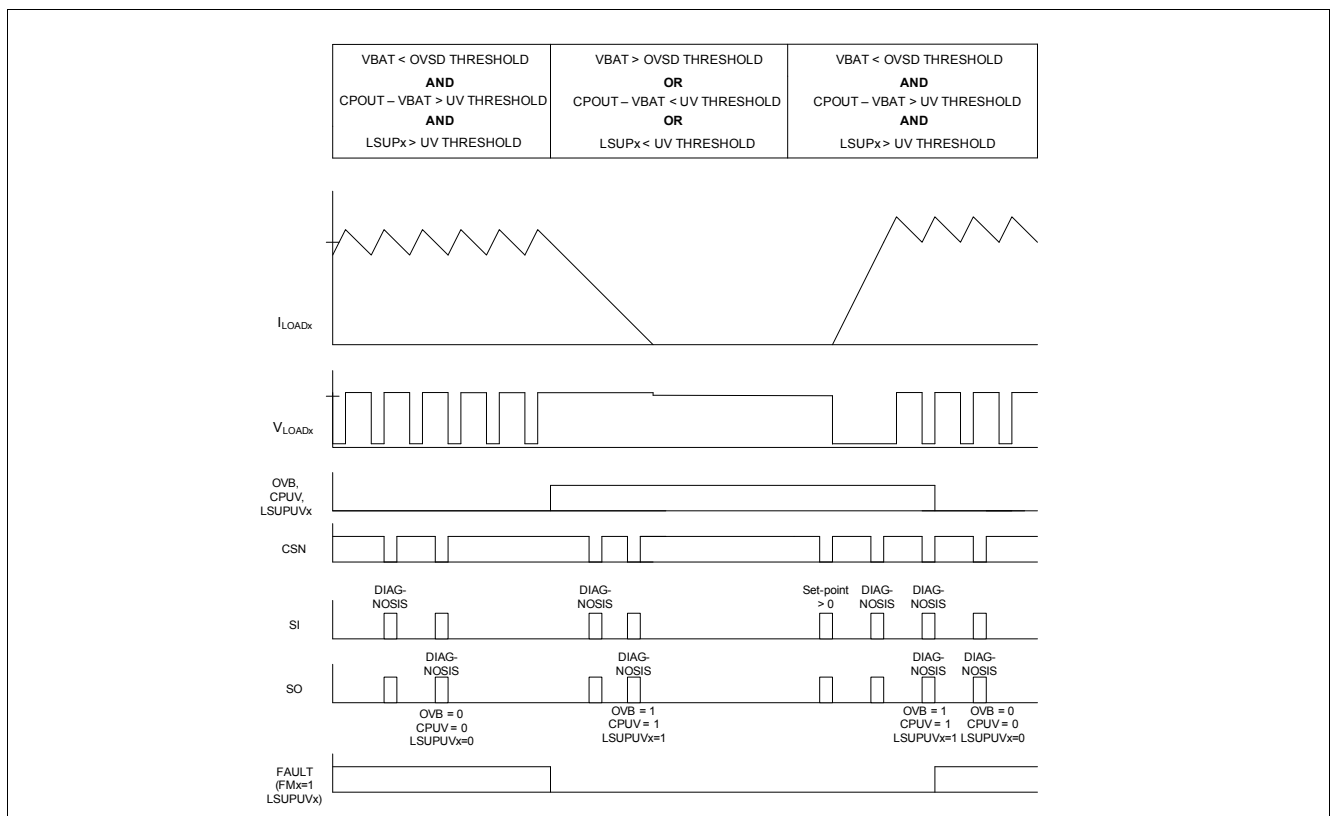 VBAT < OVSD THRESHOLD
AND
CPOUT – VBAT > UV THRESHOLD
AND
LSUPx > UV THRESHOLD
VBAT > OVSD THRESHOLD
OR
CPOUT – VBAT < UV THRESHOLD
OR
LSUPx < UV THRESHOLD
VBAT < OVSD THRESHOLD
AND
CPOUT – VBAT > UV THRESHOLD
AND
LSUPx > UV THRESHOLD
ILOADx
VLOADx
OVB,
CPUV,
LSUPUVx
CSN
DIAG-
NOSIS
DIAG-
NOSIS
Set-point
> 0
DIAG-
NOSIS
DIAG-
NOSIS
SI
DIAG-
NOSIS
DIAG-
NOSIS
DIAG-
NOSIS
DIAG-
NOSIS
SO
OVB = 0
CPUV = 0
LSUPUVx=0
OVB = 1
CPUV = 1
LSUPUVx=1
OVB = 1
CPUV = 1
LSUPUVx=1
OVB = 0
CPUV = 0
LSUPUVx=0
FAULT
(FMx=1
LSUPUVx)